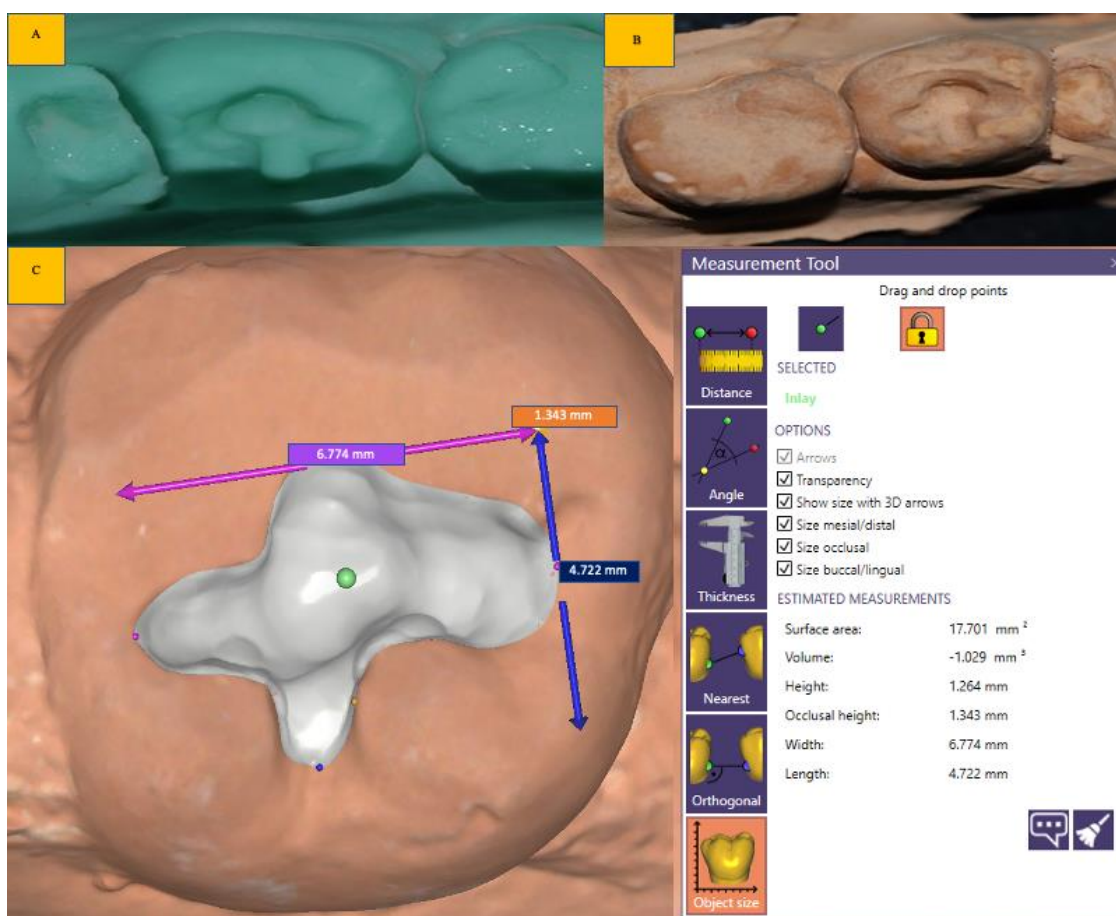 A
B
C
1.343 mm
6.774 mm
4.722 mm
Measurement Tool
Drag and drop points
Distance
Angle
α
Thickness
Nearest
Orthogonal
Object size
SELECTED
Inlay
OPTIONS
Arrows
Transparency
Show size with 3D arrows
Size mesial/distal
Size occlusal
Size buccal/lingual
ESTIMATED MEASUREMENTS
Surface area: 17.701 mm ²
Volume: -1.029 mm ³
Height: 1.264 mm
Occlusal height: 1.343 mm
Width: 6.774 mm
Length: 4.722 mm